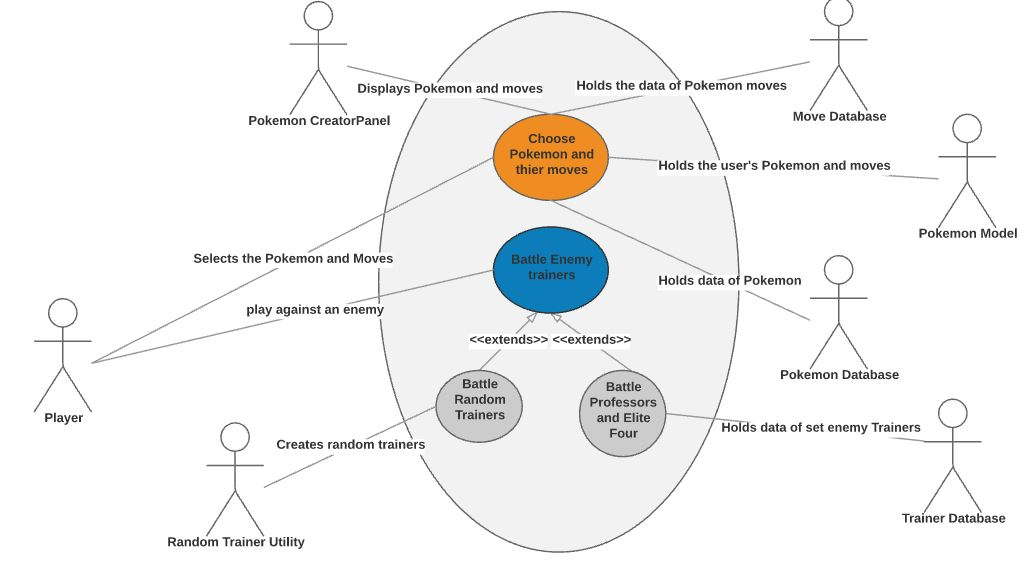 Displays Pokemon and moves
Holds the data of Pokemon moves
Pokemon CreatorPanel
Move Database
Choose
Pokemon and
thier moves
Holds the user's Pokemon and moves
Pokemon Model
Selects the Pokemon and Moves
Battle Enemy
trainers
Holds data of Pokemon
play against an enemy
<<extends>>
<<extends>>
Pokemon Database
Player
Battle
Random
Trainers
Battle
Professors
and Elite
Four
Creates random trainers
Holds data of set enemy Trainers
Random Trainer Utility
Trainer Database